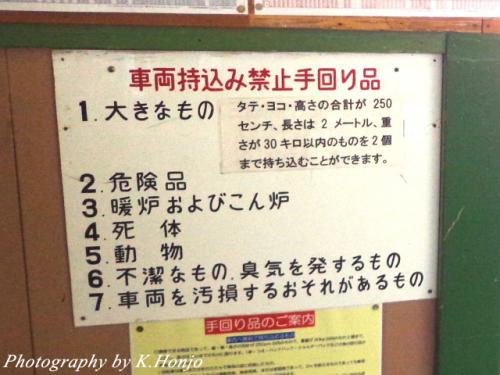 車両持込み禁止手回り品
1.大きなもの
タテ・ヨコ・高さの合計が 250
センチ、長さは 2 メートル、重
さが 30 キロ以内のものを 2 個
まで持ち込むことができます。
2.危険品
3.暖炉およびこん炉
4.死体
5.動物
6.不潔なもの.臭気を発するもの
7.車両を汚損するおそれがあるもの
手回り品のご案内
Photography by K.Honjo